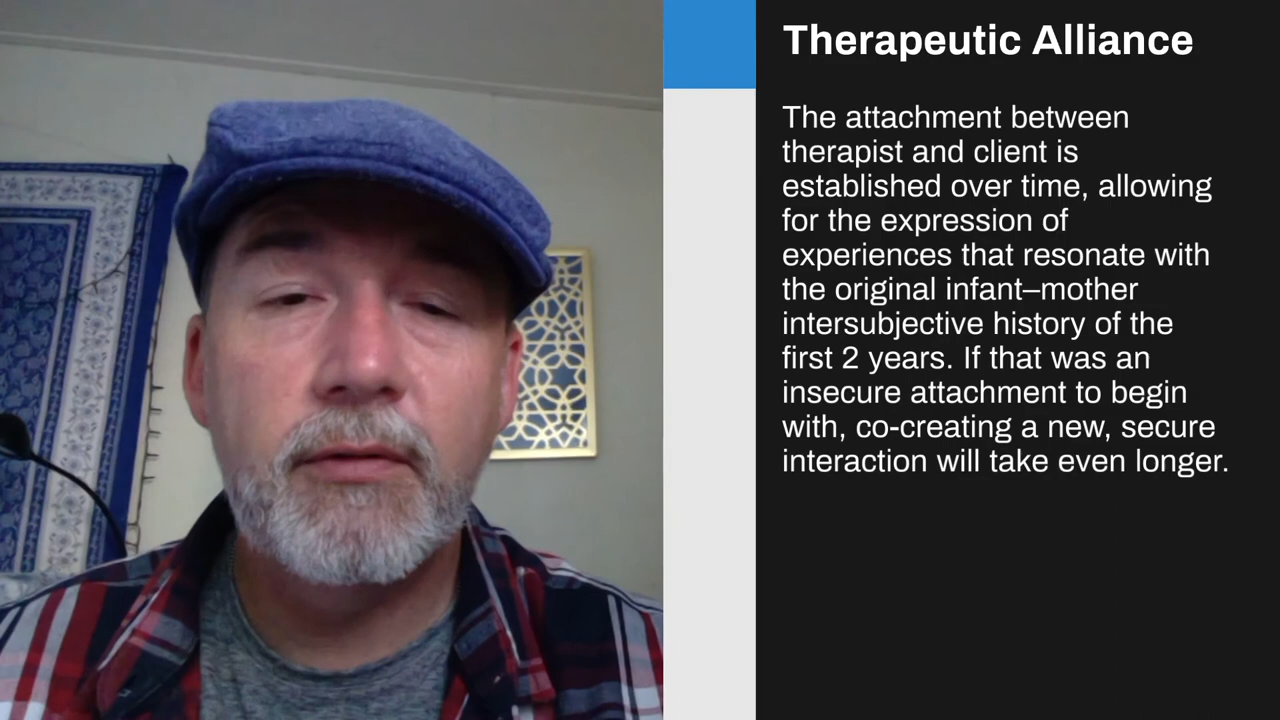 Therapeutic Alliance
The attachment between
therapist and client is
established over time, allowing
for the expression of
experiences that resonate with
the original infant–mother
intersubjective history of the
first 2 years. If that was an
insecure attachment to begin
with, co-creating a new, secure
interaction will take even longer.